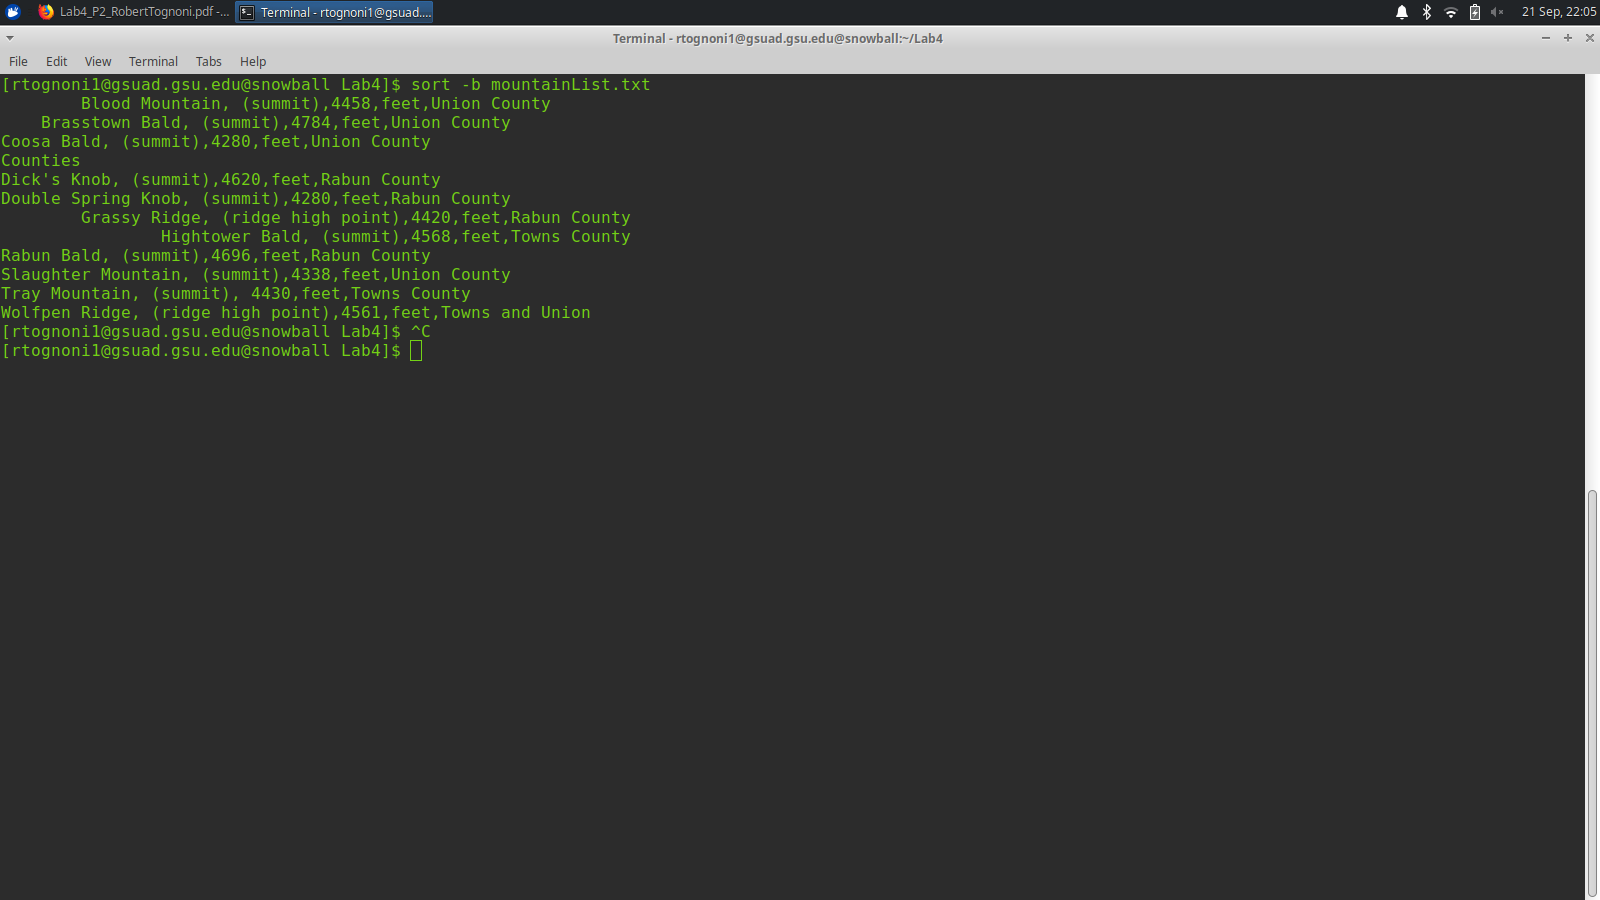 Lab4_P2_RobertTognoni.pdf -...
Terminal - rtognoni1@gsuad....
21 Sep, 22:05
Terminal - rtognoni1@gsuad.gsu.edu@snowball:~/Lab4
File Edit View Terminal Tabs Help
[rtognoni1@gsuad.gsu.edu@snowball Lab4]$ sort -b mountainList.txt
        Blood Mountain, (summit),4458,feet,Union County
    Brasstown Bald, (summit),4784,feet,Union County
Coosa Bald, (summit),4280,feet,Union County
Counties
Dick's Knob, (summit),4620,feet,Rabun County
Double Spring Knob, (summit),4280,feet,Rabun County
        Grassy Ridge, (ridge high point),4420,feet,Rabun County
                Hightower Bald, (summit),4568,feet,Towns County
Rabun Bald, (summit),4696,feet,Rabun County
Slaughter Mountain, (summit),4338,feet,Union County
Tray Mountain, (summit), 4430,feet,Towns County
Wolfpen Ridge, (ridge high point),4561,feet,Towns and Union
[rtognoni1@gsuad.gsu.edu@snowball Lab4]$ ^C
[rtognoni1@gsuad.gsu.edu@snowball Lab4]$